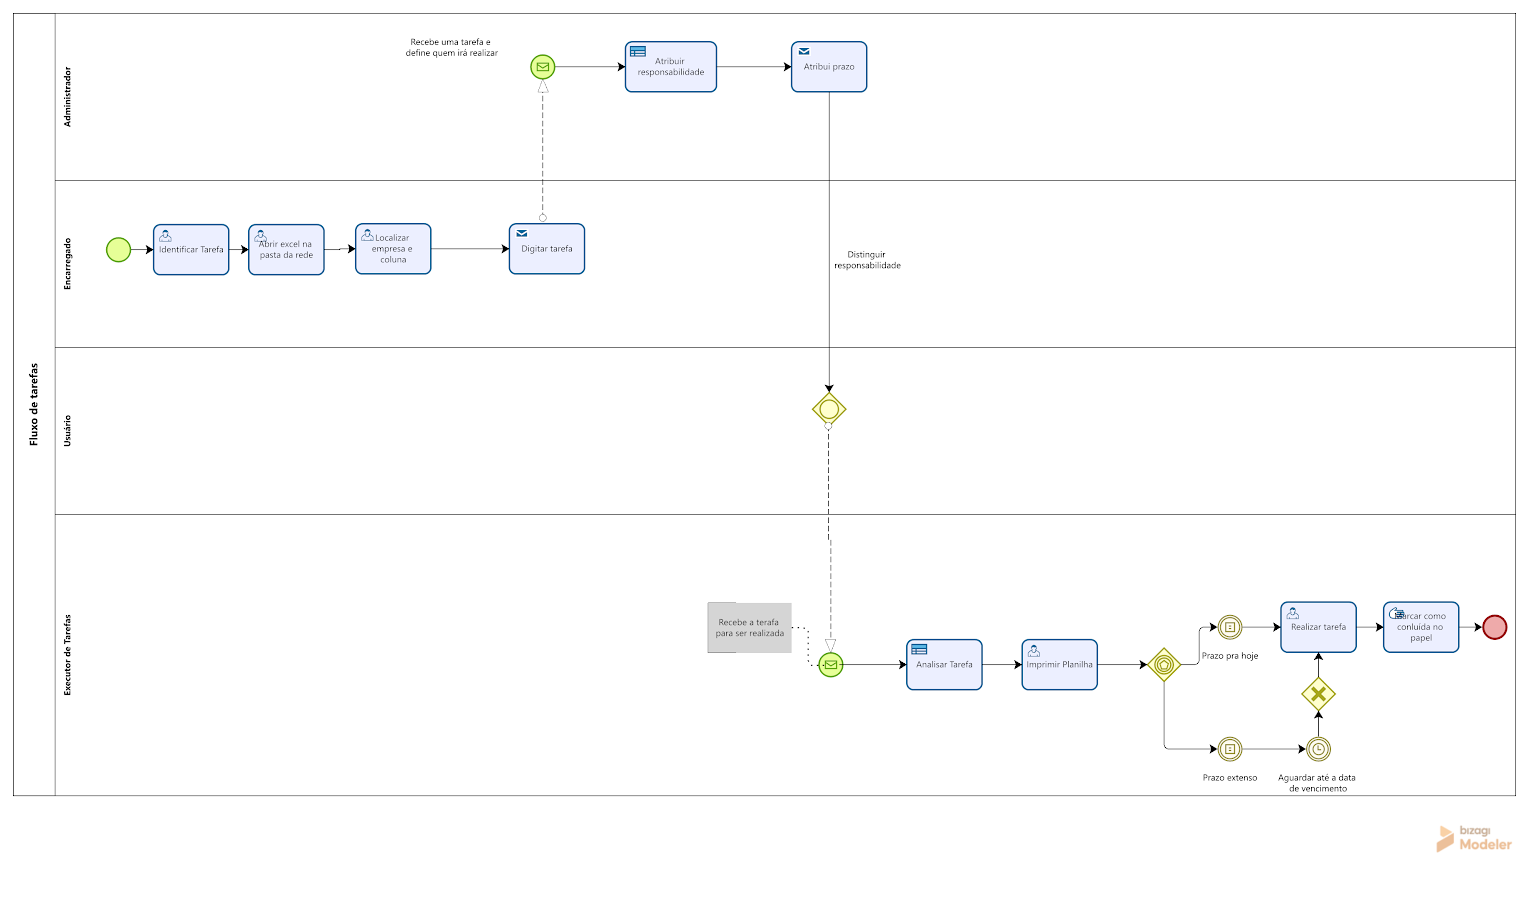 Fluxo de tarefas
Administrador
Recebe uma tarefa e
define quem irá realizar
Atribuir
responsabilidade
Atribui prazo
Encarregado
Identificar Tarefa
Abrir excel na
pasta da rede
Localizar
empresa e
coluna
Digitar tarefa
Distinguir
responsabilidade
Usuário
Executor de Tarefas
Recebe a terafa
para ser realizada
Analisar Tarefa
Imprimir Planilha
Prazo pra hoje
Realizar tarefa
como
conluida no
papel
Prazo extenso
Aguardar até a data
de vencimento
bizagi
Modeler